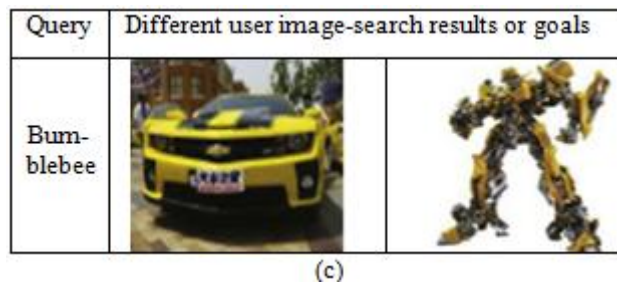 Query Different user image-search results or goals
Bum-
blebee
(c)